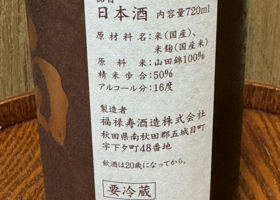 品目
日本酒 内容量720ml
原材料名：米(国産)、
米麹(国産米)
原料米：山田錦100%
精米歩合：50%
アルコール分：16度
製造者
福禄寿酒造株式会社
秋田県南秋田郡五城目町
字下夕町48番地
飲酒は20歳になってから。
要冷蔵